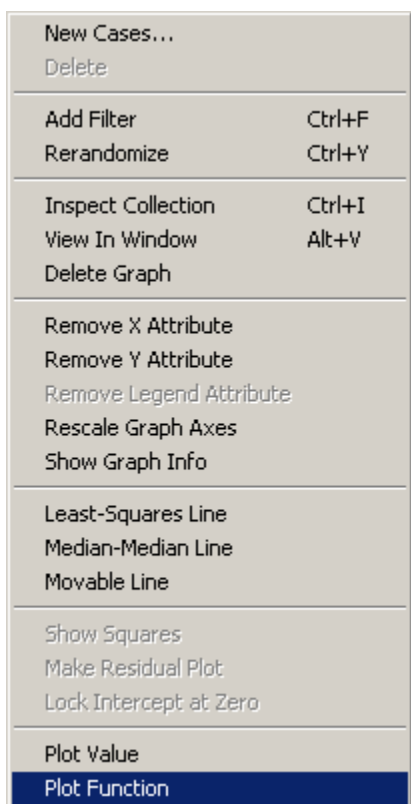 New Cases...
Delete
Add Filter Ctrl+F
Rerandomize Ctrl+Y
Inspect Collection Ctrl+I
View In Window Alt+V
Delete Graph
Remove X Attribute
Remove Y Attribute
Remove Legend Attribute
Rescale Graph Axes
Show Graph Info
Least-Squares Line
Median-Median Line
Movable Line
Show Squares
Make Residual Plot
Lock Intercept at Zero
Plot Value
Plot Function